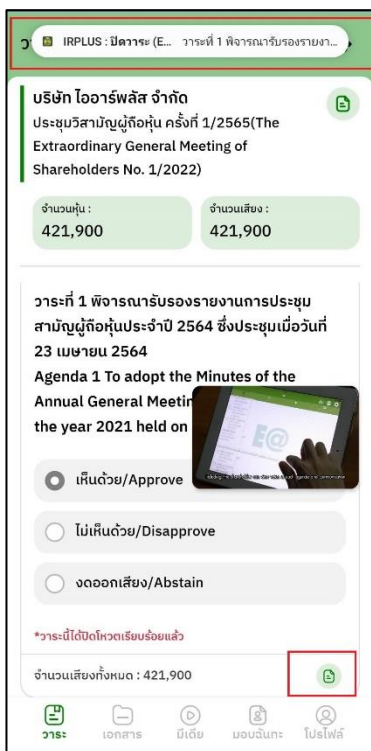 ว
IRPLUS : ปิดวาระ (E... วาระที่ 1 พิจารณารับรองรายงา...
บริษัท ไออาร์พลัส จำกัด
ประชุมวิสามัญผู้ถือหุ้น ครั้งที่ 1/2565(The
Extraordinary General Meeting of
Shareholders No. 1/2022)
จำนวนหุ้น :
421,900
จำนวนเสียง :
421,900
วาระที่ 1 พิจารณารับรองรายงานการประชุม
สามัญผู้ถือหุ้นประจำปี 2564 ซึ่งประชุมเมื่อวันที่
23 เมษายน 2564
Agenda 1 To adopt the Minutes of the
Annual General Meetin
the year 2021 held on
E@
เห็นด้วย/Approve
ไม่เห็นด้วย/Disapprove
งดออกเสียง/Abstain
*วาระนี้ได้ปิดโหวตเรียบร้อยแล้ว
จำนวนเสียงทั้งหมด : 421,900
วาระ
เอกสาร
มีเดีย
มอบฉันทะ
โปรไฟล์